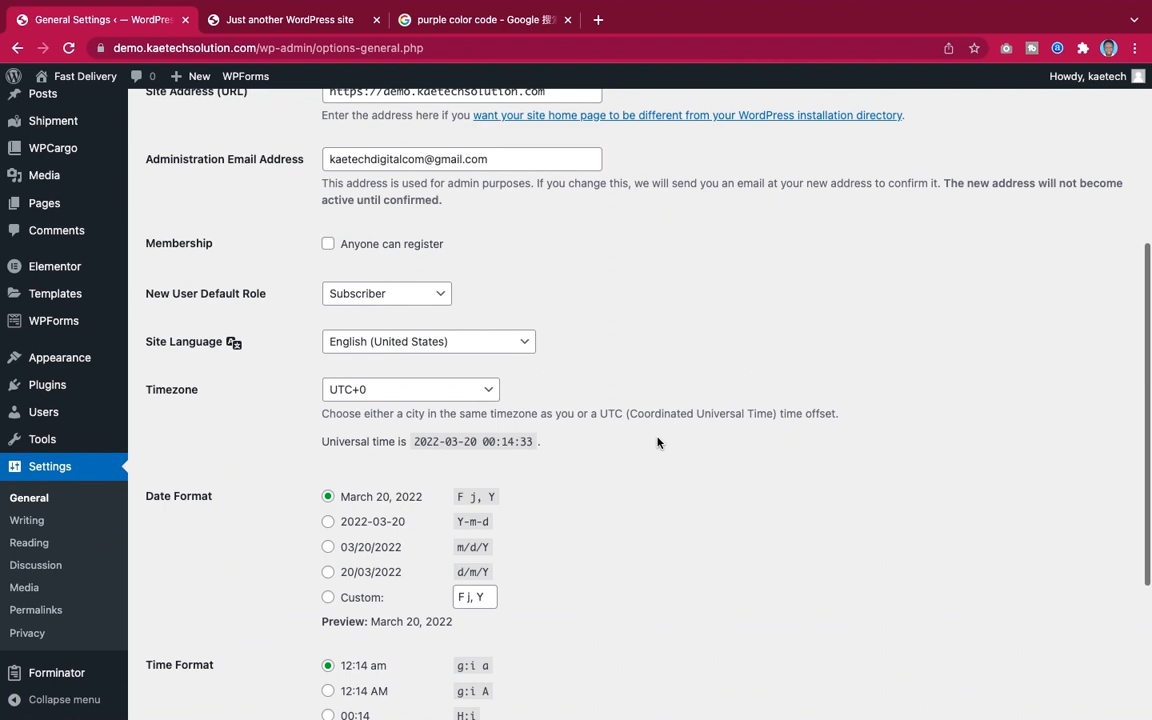 General Settings ‹ — WordPres
Just another WordPress site
purple color code - Google 搜
demo.kaetechsolution.com/wp-admin/options-general.php
Fast Delivery
0
New
WPForms
Howdy, kaetech
Posts
Shipment
WPCargo
Media
Pages
Comments
Elementor
Templates
WPForms
Appearance
Plugins
Users
Tools
Settings
General
Writing
Reading
Discussion
Media
Permalinks
Privacy
Forminator
Collapse menu
Site Address (URL)
https://demo.kaetechsolution.com
Enter the address here if you want your site home page to be different from your WordPress installation directory.
Administration Email Address
kaetechdigitalcom@gmail.com
This address is used for admin purposes. If you change this, we will send you an email at your new address to confirm it. The new address will not become
active until confirmed.
Membership
Anyone can register
New User Default Role
Subscriber
Site Language
English (United States)
Timezone
UTC+0
Choose either a city in the same timezone as you or a UTC (Coordinated Universal Time) time offset.
Universal time is 2022-03-20 00:14:33 .
Date Format
March 20, 2022 F j, Y
2022-03-20 Y-m-d
03/20/2022 m/d/Y
20/03/2022 d/m/Y
Custom: F j, Y
Preview: March 20, 2022
Time Format
12:14 am g:i a
12:14 AM g:i A
00:14 H:i